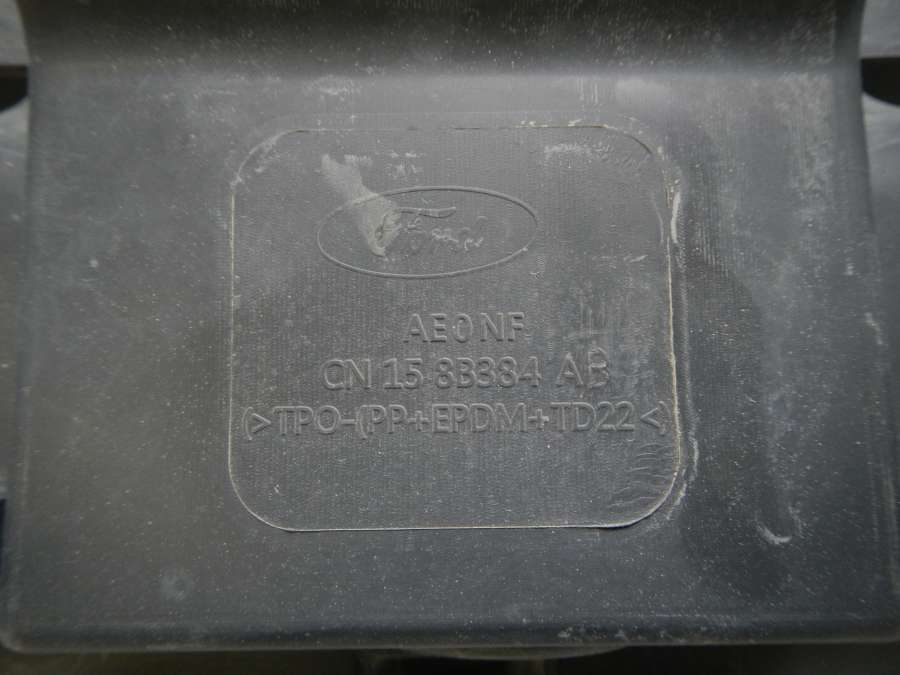 Ford
AE0NF
CN15 8B384 AB
(>TPO-(PP+EPDM+TD22<)